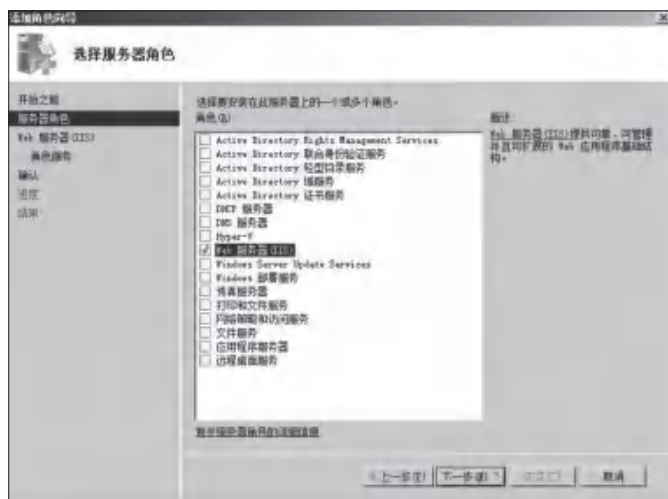 添加角色向导
选择服务器角色
开始之前
服务器角色
Web 服务器(IIS)
角色服务
确认
进度
结果
选择要安装在此服务器上的一个或多个角色。
角色(R):
Active Directory Rights Management Services
Active Directory 联合身份验证服务
Active Directory 轻型目录服务
Active Directory 域服务
Active Directory 证书服务
DHCP 服务器
DNS 服务器
Hyper-V
Web 服务器(IIS)
Windows Server Update Services
Windows 部署服务
传真服务器
打印和文件服务
网络策略和访问服务
文件服务
应用程序服务器
远程桌面服务
有关服务器角色的详细信息
描述:
Web 服务器(IIS)提供可靠、可管理
并且可扩展的 Web 应用程序基础结
构。
< 上一步(P)
下一步(N) >
安装(I)
取消